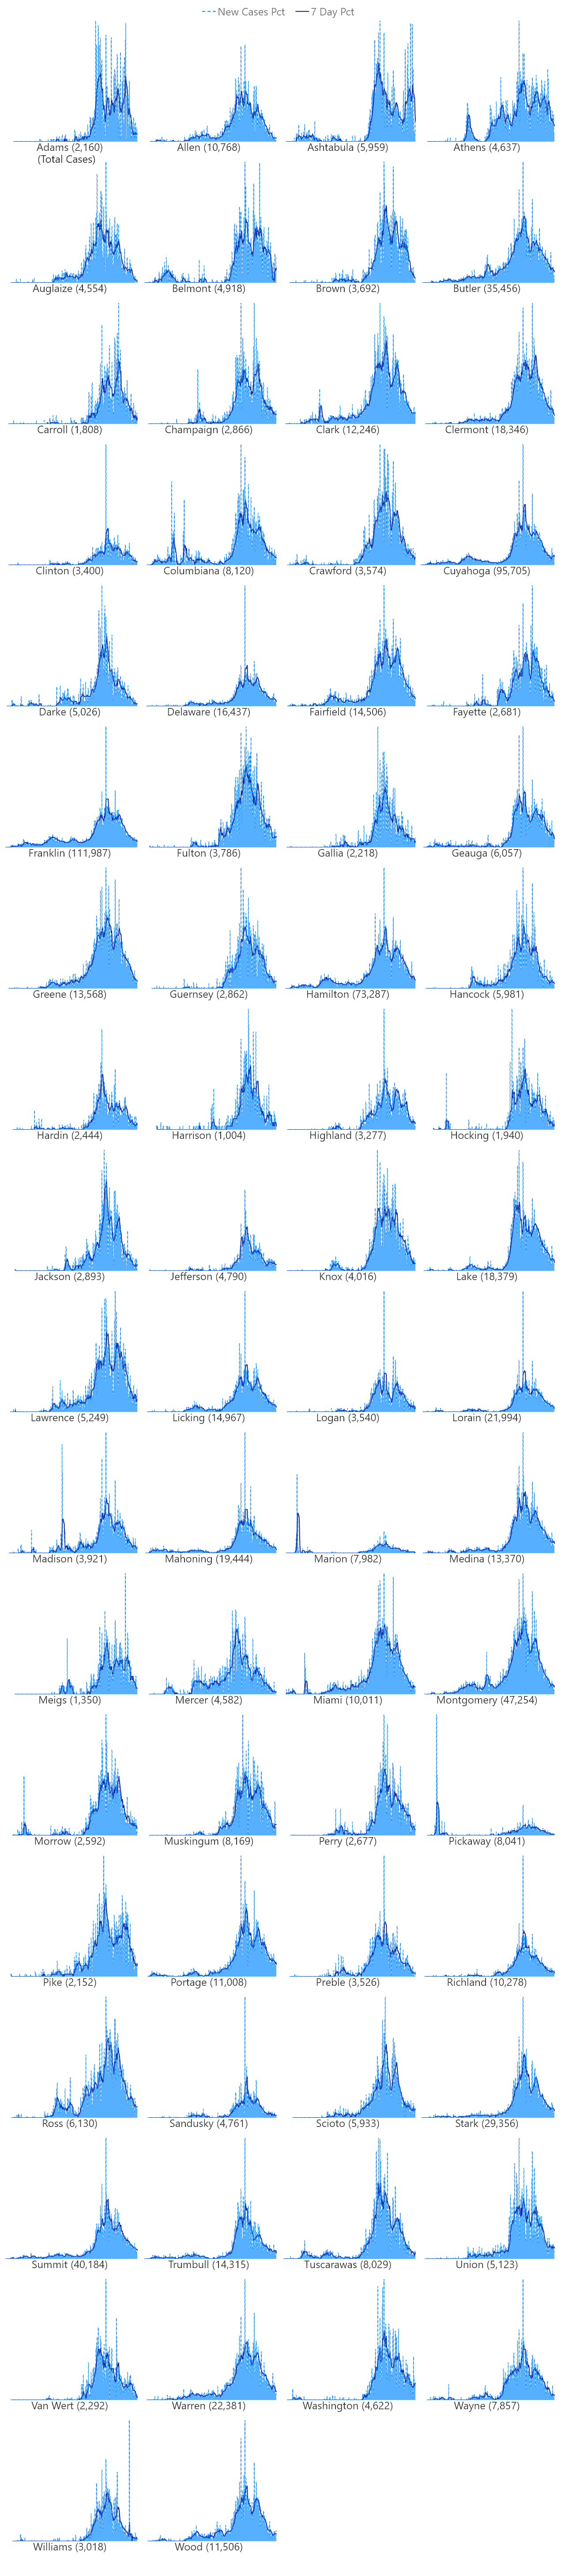 New Cases Pct 7 Day Pct
Adams (2,160) Allen (10,768) Ashtabula (5,959) Athens (4,637)
(Total Cases)
Auglaize (4,554) Belmont (4,918) Brown (3,692) Butler (35,456)
Carroll (1,808) Champaign (2,866) Clark (12,246) Clermont (18,346)
Clinton (3,400) Columbiana (8,120) Crawford (3,574) Cuyahoga (95,705)
Darke (5,026) Delaware (16,437) Fairfield (14,506) Fayette (2,681)
Franklin (111,987) Fulton (3,786) Gallia (2,218) Geauga (6,057)
Greene (13,568) Guernsey (2,862) Hamilton (73,287) Hancock (5,981)
Hardin (2,444) Harrison (1,004) Highland (3,277) Hocking (1,940)
Jackson (2,893) Jefferson (4,790) Knox (4,016) Lake (18,379)
Lawrence (5,249) Licking (14,967) Logan (3,540) Lorain (21,994)
Madison (3,921) Mahoning (19,444) Marion (7,982) Medina (13,370)
Meigs (1,350) Mercer (4,582) Miami (10,011) Montgomery (47,254)
Morrow (2,592) Muskingum (8,169) Perry (2,677) Pickaway (8,041)
Pike (2,152) Portage (11,008) Preble (3,526) Richland (10,278)
Ross (6,130) Sandusky (4,761) Scioto (5,933) Stark (29,356)
Summit (40,184) Trumbull (14,315) Tuscarawas (8,029) Union (5,123)
Van Wert (2,292) Warren (22,381) Washington (4,622) Wayne (7,857)
Williams (3,018) Wood (11,506)